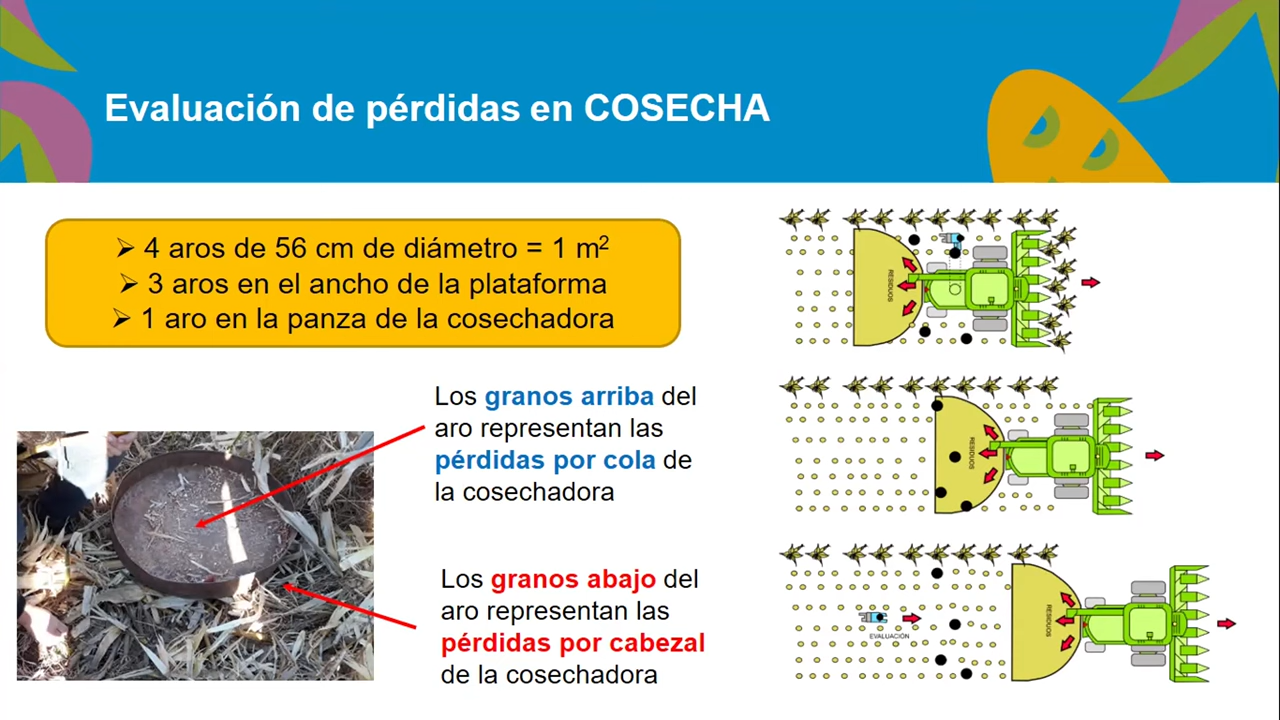 Evaluación de pérdidas en COSECHA
➢ 4 aros de 56 cm de diámetro = 1 m²
➢ 3 aros en el ancho de la plataforma
➢ 1 aro en la panza de la cosechadora
Los granos arriba del
aro representan las
pérdidas por cola de
la cosechadora
Los granos abajo del
aro representan las
pérdidas por cabezal
de la cosechadora
RESIDUOS
RESIDUOS
RESIDUOS
EVALUACIÓN